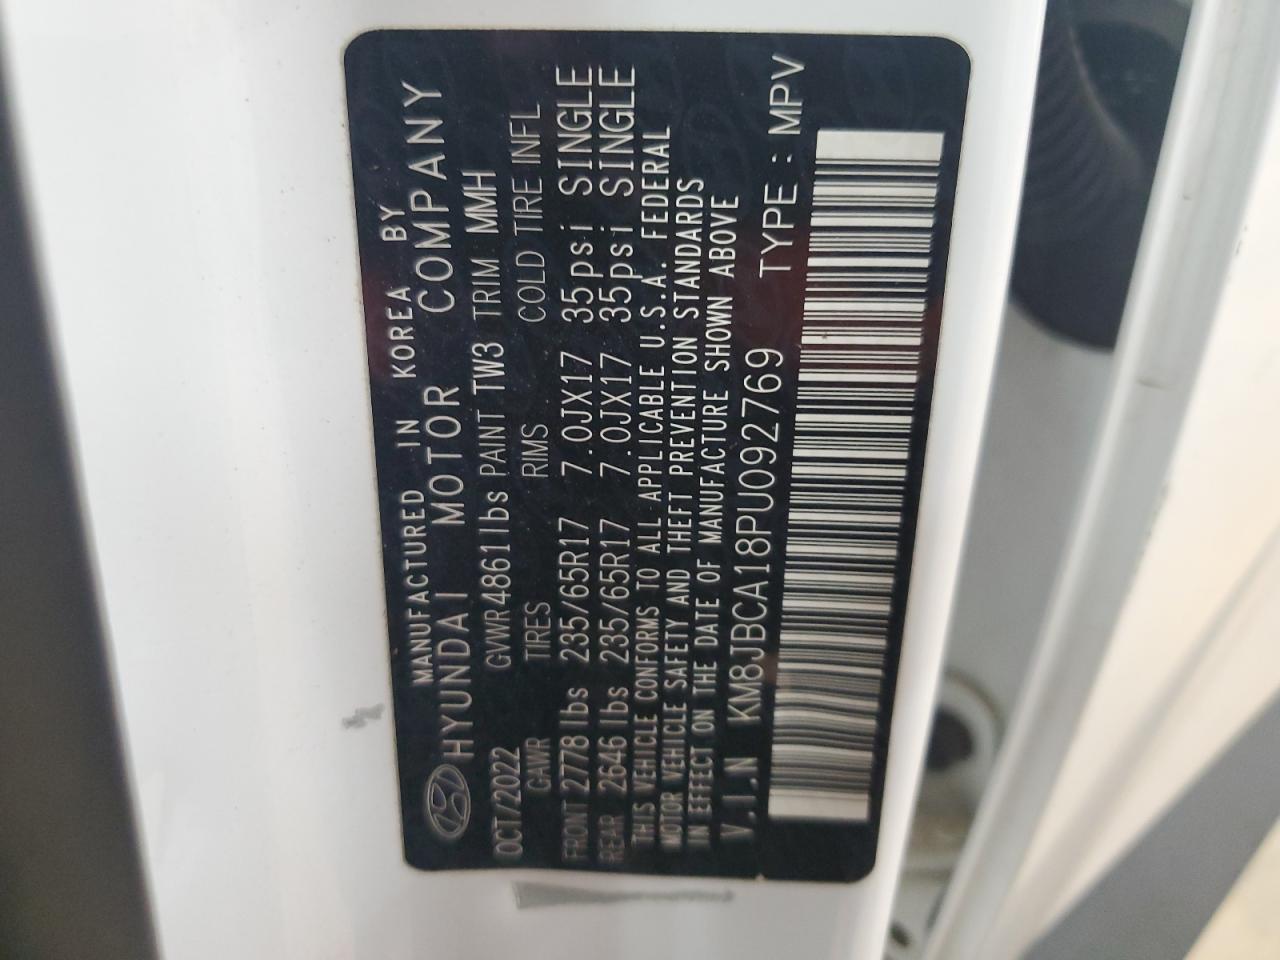 MANUFACTURED IN KOREA BY
HYUNDAI MOTOR COMPANY
OCT/2022 GVWR 4861lbs PAINT TW3 TRIM MMH
GAWR TIRES RIMS COLD TIRE INFL
FRONT 2778 lbs 235/65R17 7.0JX17 35psi SINGLE
REAR 2646 lbs 235/65R17 7.0JX17 35psi SINGLE
THIS VEHICLE CONFORMS TO ALL APPLICABLE U.S.A. FEDERAL
MOTOR VEHICLE SAFETY AND THEFT PREVENTION STANDARDS
IN EFFECT ON THE DATE OF MANUFACTURE SHOWN ABOVE
V.I.N KM8JBCA18PU092769 TYPE : MPV